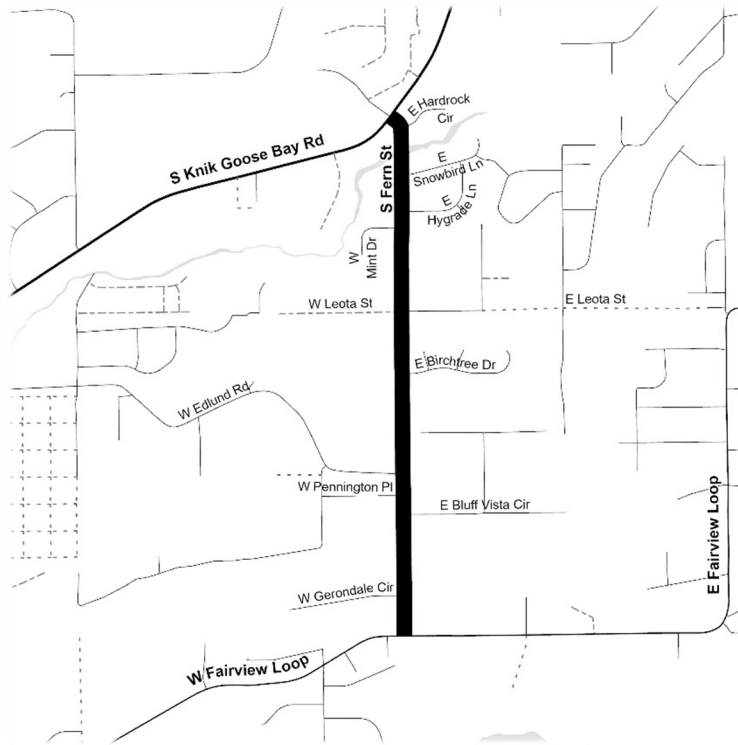 E Hardrock
Cir
S Knik Goose Bay Rd
S Fern St
E
Snowbird Ln
E
Hygrade Ln
W
Mint Dr
W Leota St
E Leota St
E Birchtree Dr
W Edlund Rd
W Pennington Pl
E Bluff Vista Cir
E Fairview Loop
W Gerondale Cir
W Fairview Loop